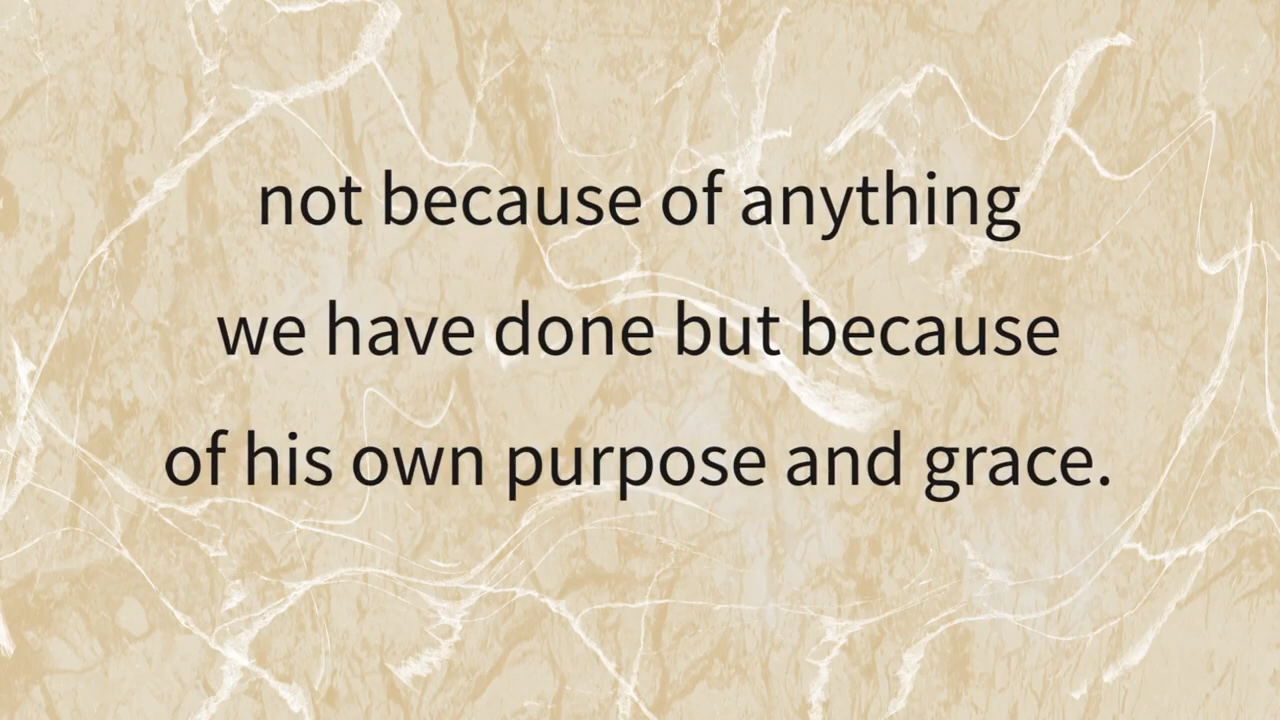 not because of anything
we have done but because
of his own purpose and grace.